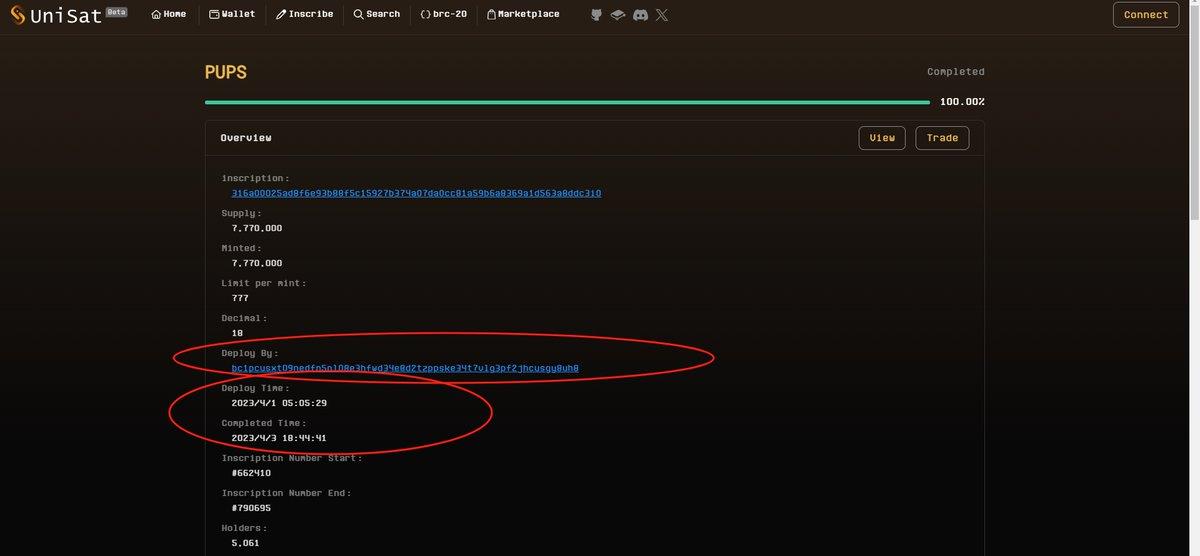 UniSat Beta Home Wallet Inscribe Search brc-20 Marketplace Connect
PUPS
Completed
100.00%
Overview View Trade
inscription:
Supply:
7,770,000
Minted:
7,770,000
Limit per mint:
777
Decimal:
18
Deploy By:
Deploy Time:
2023/4/1 05:05:29
Completed Time:
2023/4/3 18:44:41
Inscription Number Start:
#662410
Inscription Number End:
#790695
Holders:
5,061